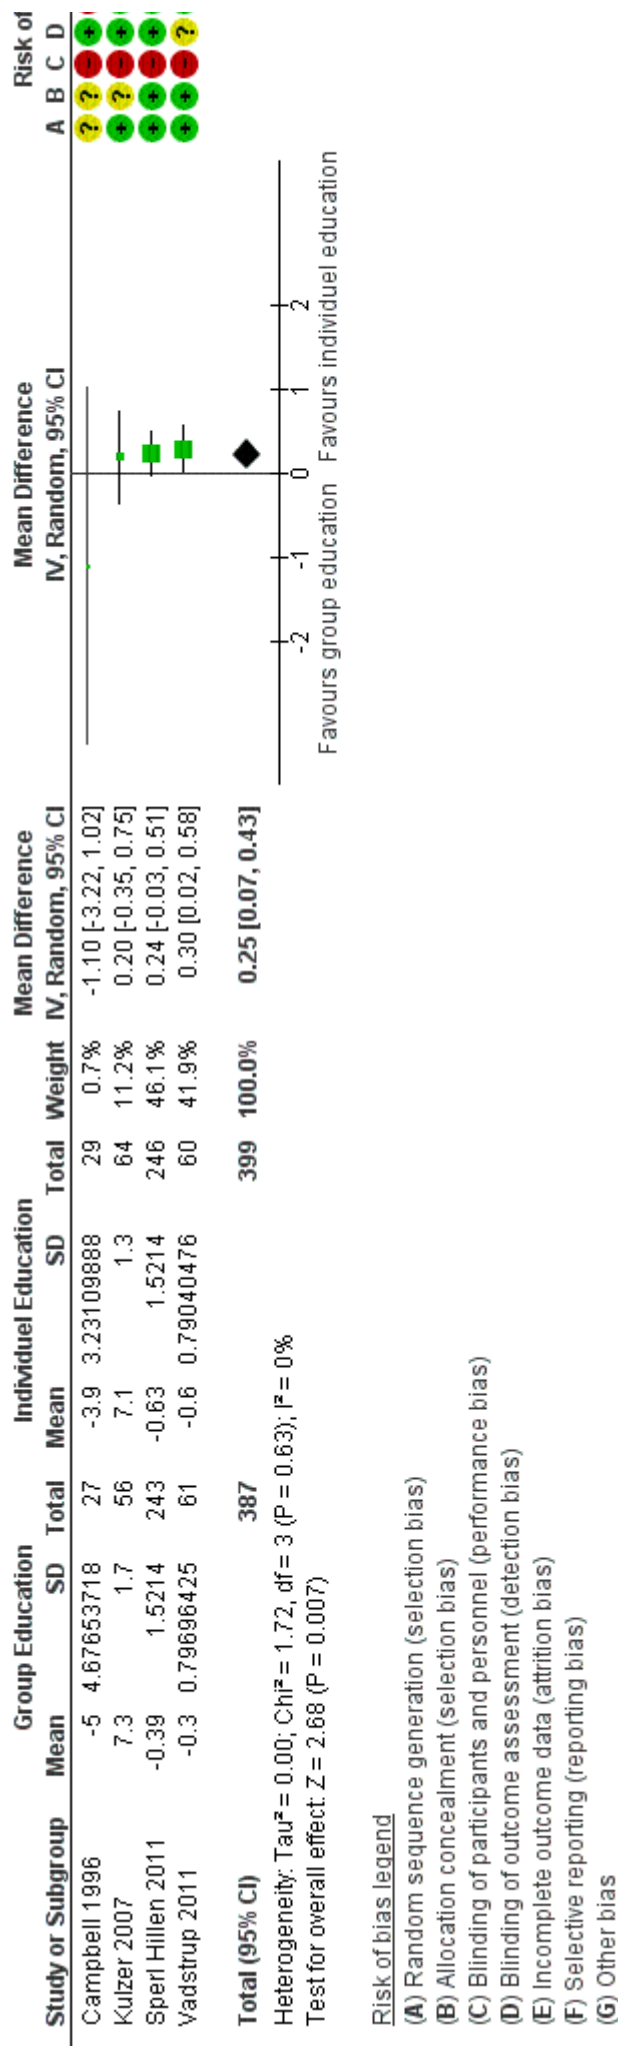 Group Education Individuel Education Mean Difference Mean Difference Risk of
Study or Subgroup Mean SD Total Mean SD Total Weight IV, Random, 95% CI IV, Random, 95% CI A B C D
Campbell 1996 -5 4.67653718 27 -3.9 3.23109888 29 0.7% -1.10 [-3.22, 1.02] ? ? - +
Kulzer 2007 7.3 1.7 56 7.1 1.3 64 11.2% 0.20 [-0.35, 0.75] + ? - +
Sperl Hillen 2011 -0.39 1.5214 243 -0.63 1.5214 246 46.1% 0.24 [-0.03, 0.51] + + - +
Vadstrup 2011 -0.3 0.79696425 61 -0.6 0.79040476 60 41.9% 0.30 [0.02, 0.58] + + - ?
Total (95% CI) 387 399 100.0% 0.25 [0.07, 0.43]
Heterogeneity: Tau² = 0.00; Chi² = 1.72, df = 3 (P = 0.63); I² = 0%
Test for overall effect: Z = 2.68 (P = 0.007)
-2 -1 0 1 2
Favours group education Favours individuel education
Risk of bias legend
(A) Random sequence generation (selection bias)
(B) Allocation concealment (selection bias)
(C) Blinding of participants and personnel (performance bias)
(D) Blinding of outcome assessment (detection bias)
(E) Incomplete outcome data (attrition bias)
(F) Selective reporting (reporting bias)
(G) Other bias